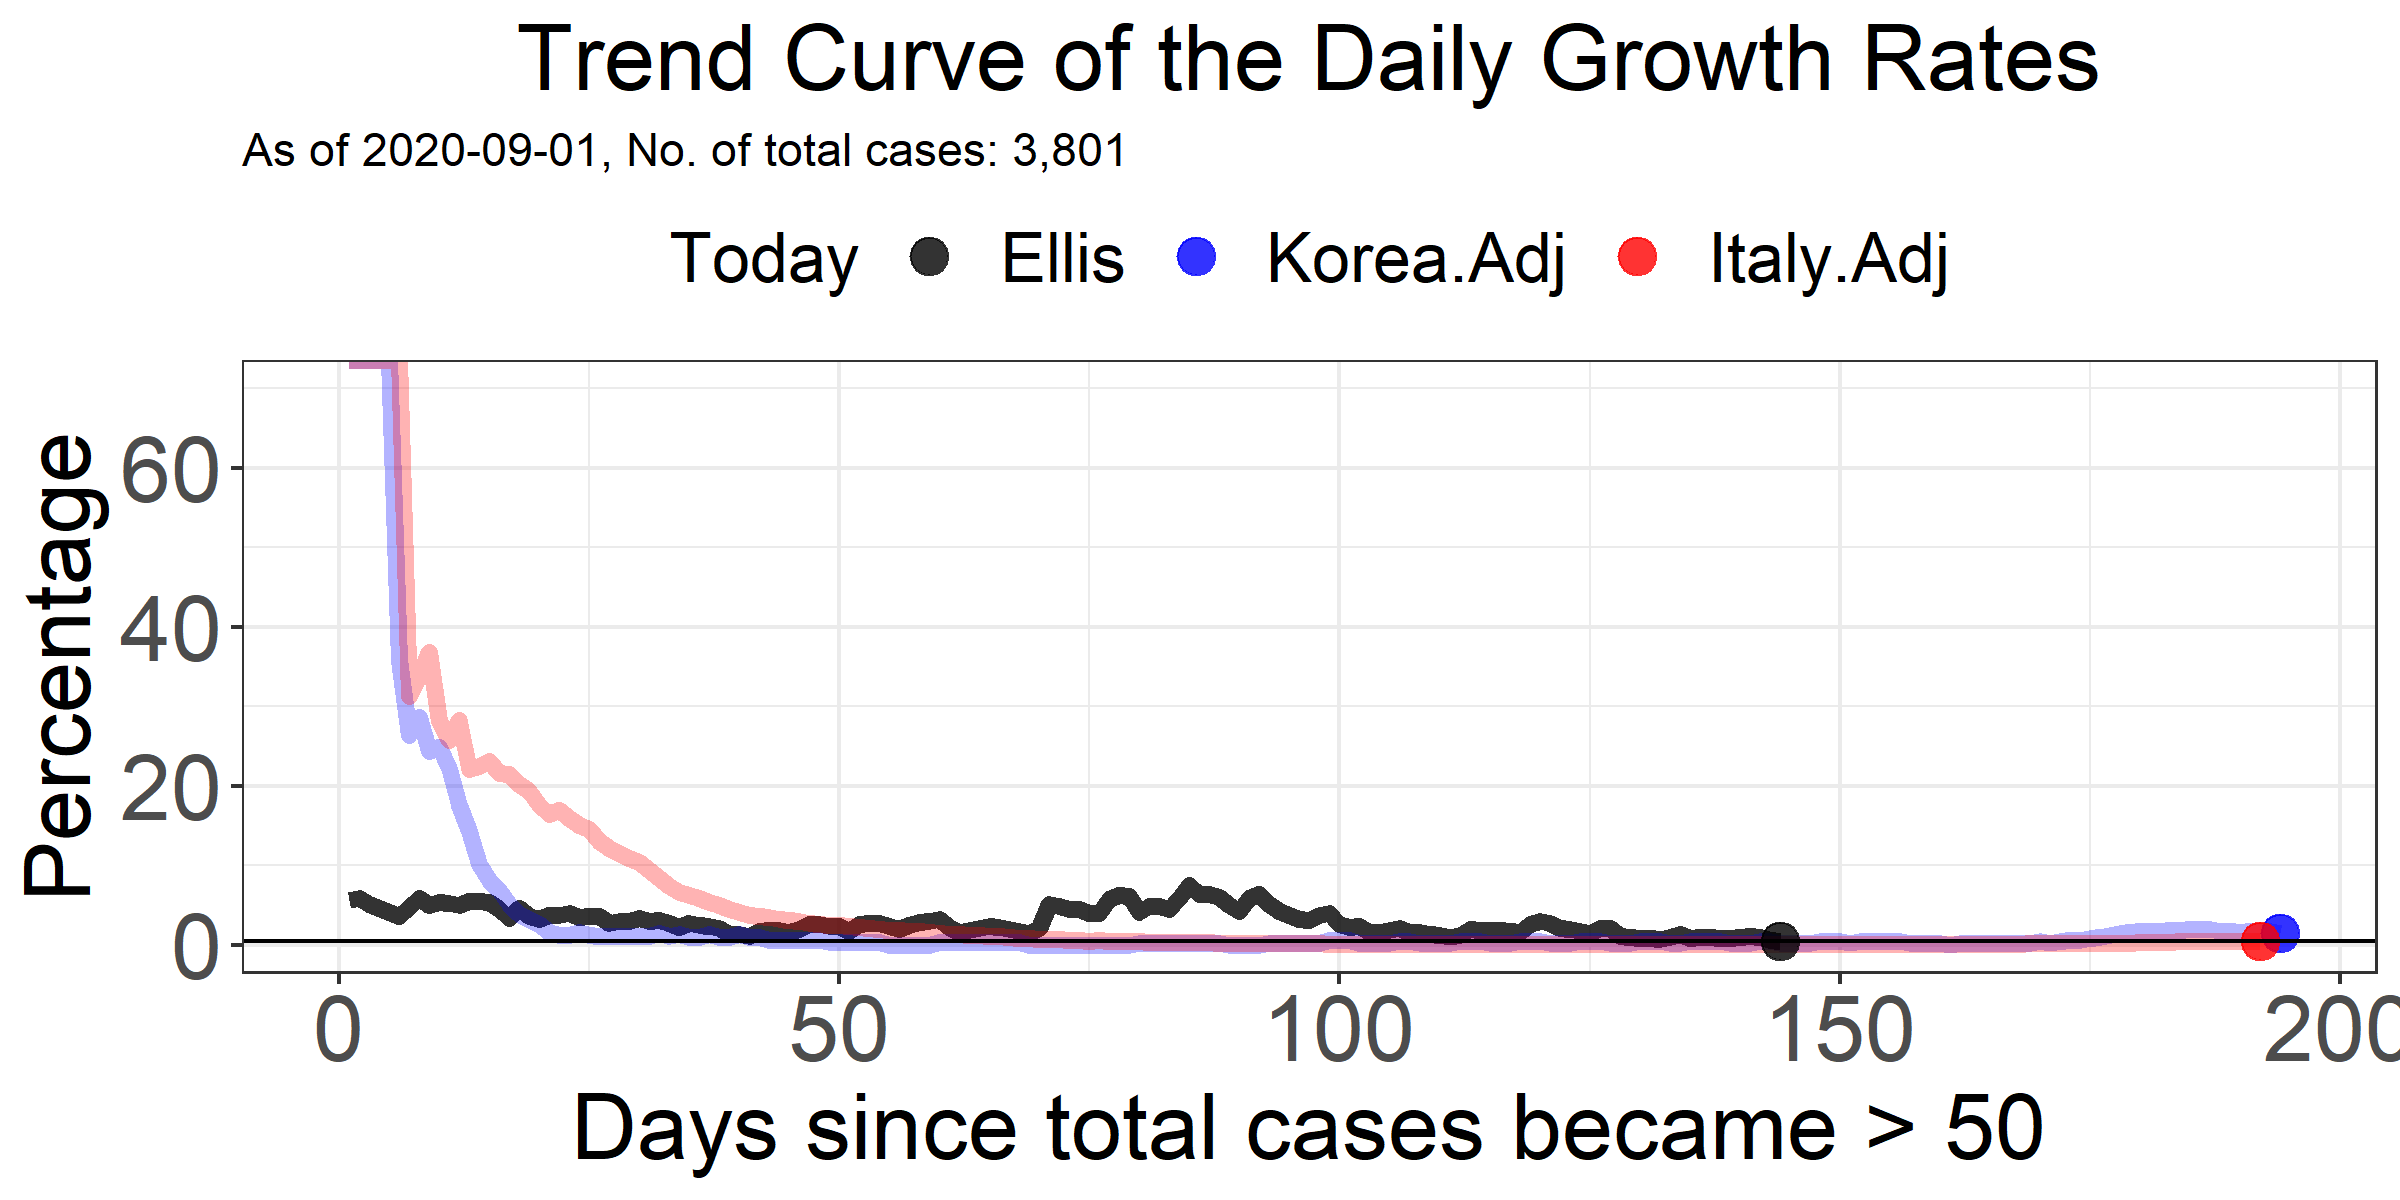 Trend Curve of the Daily Growth Rates
As of 2020-09-01, No. of total cases: 3,801
Today Ellis Korea.Adj Italy.Adj
Percentage
60
40
20
0
0 50 100 150 200
Days since total cases became > 50